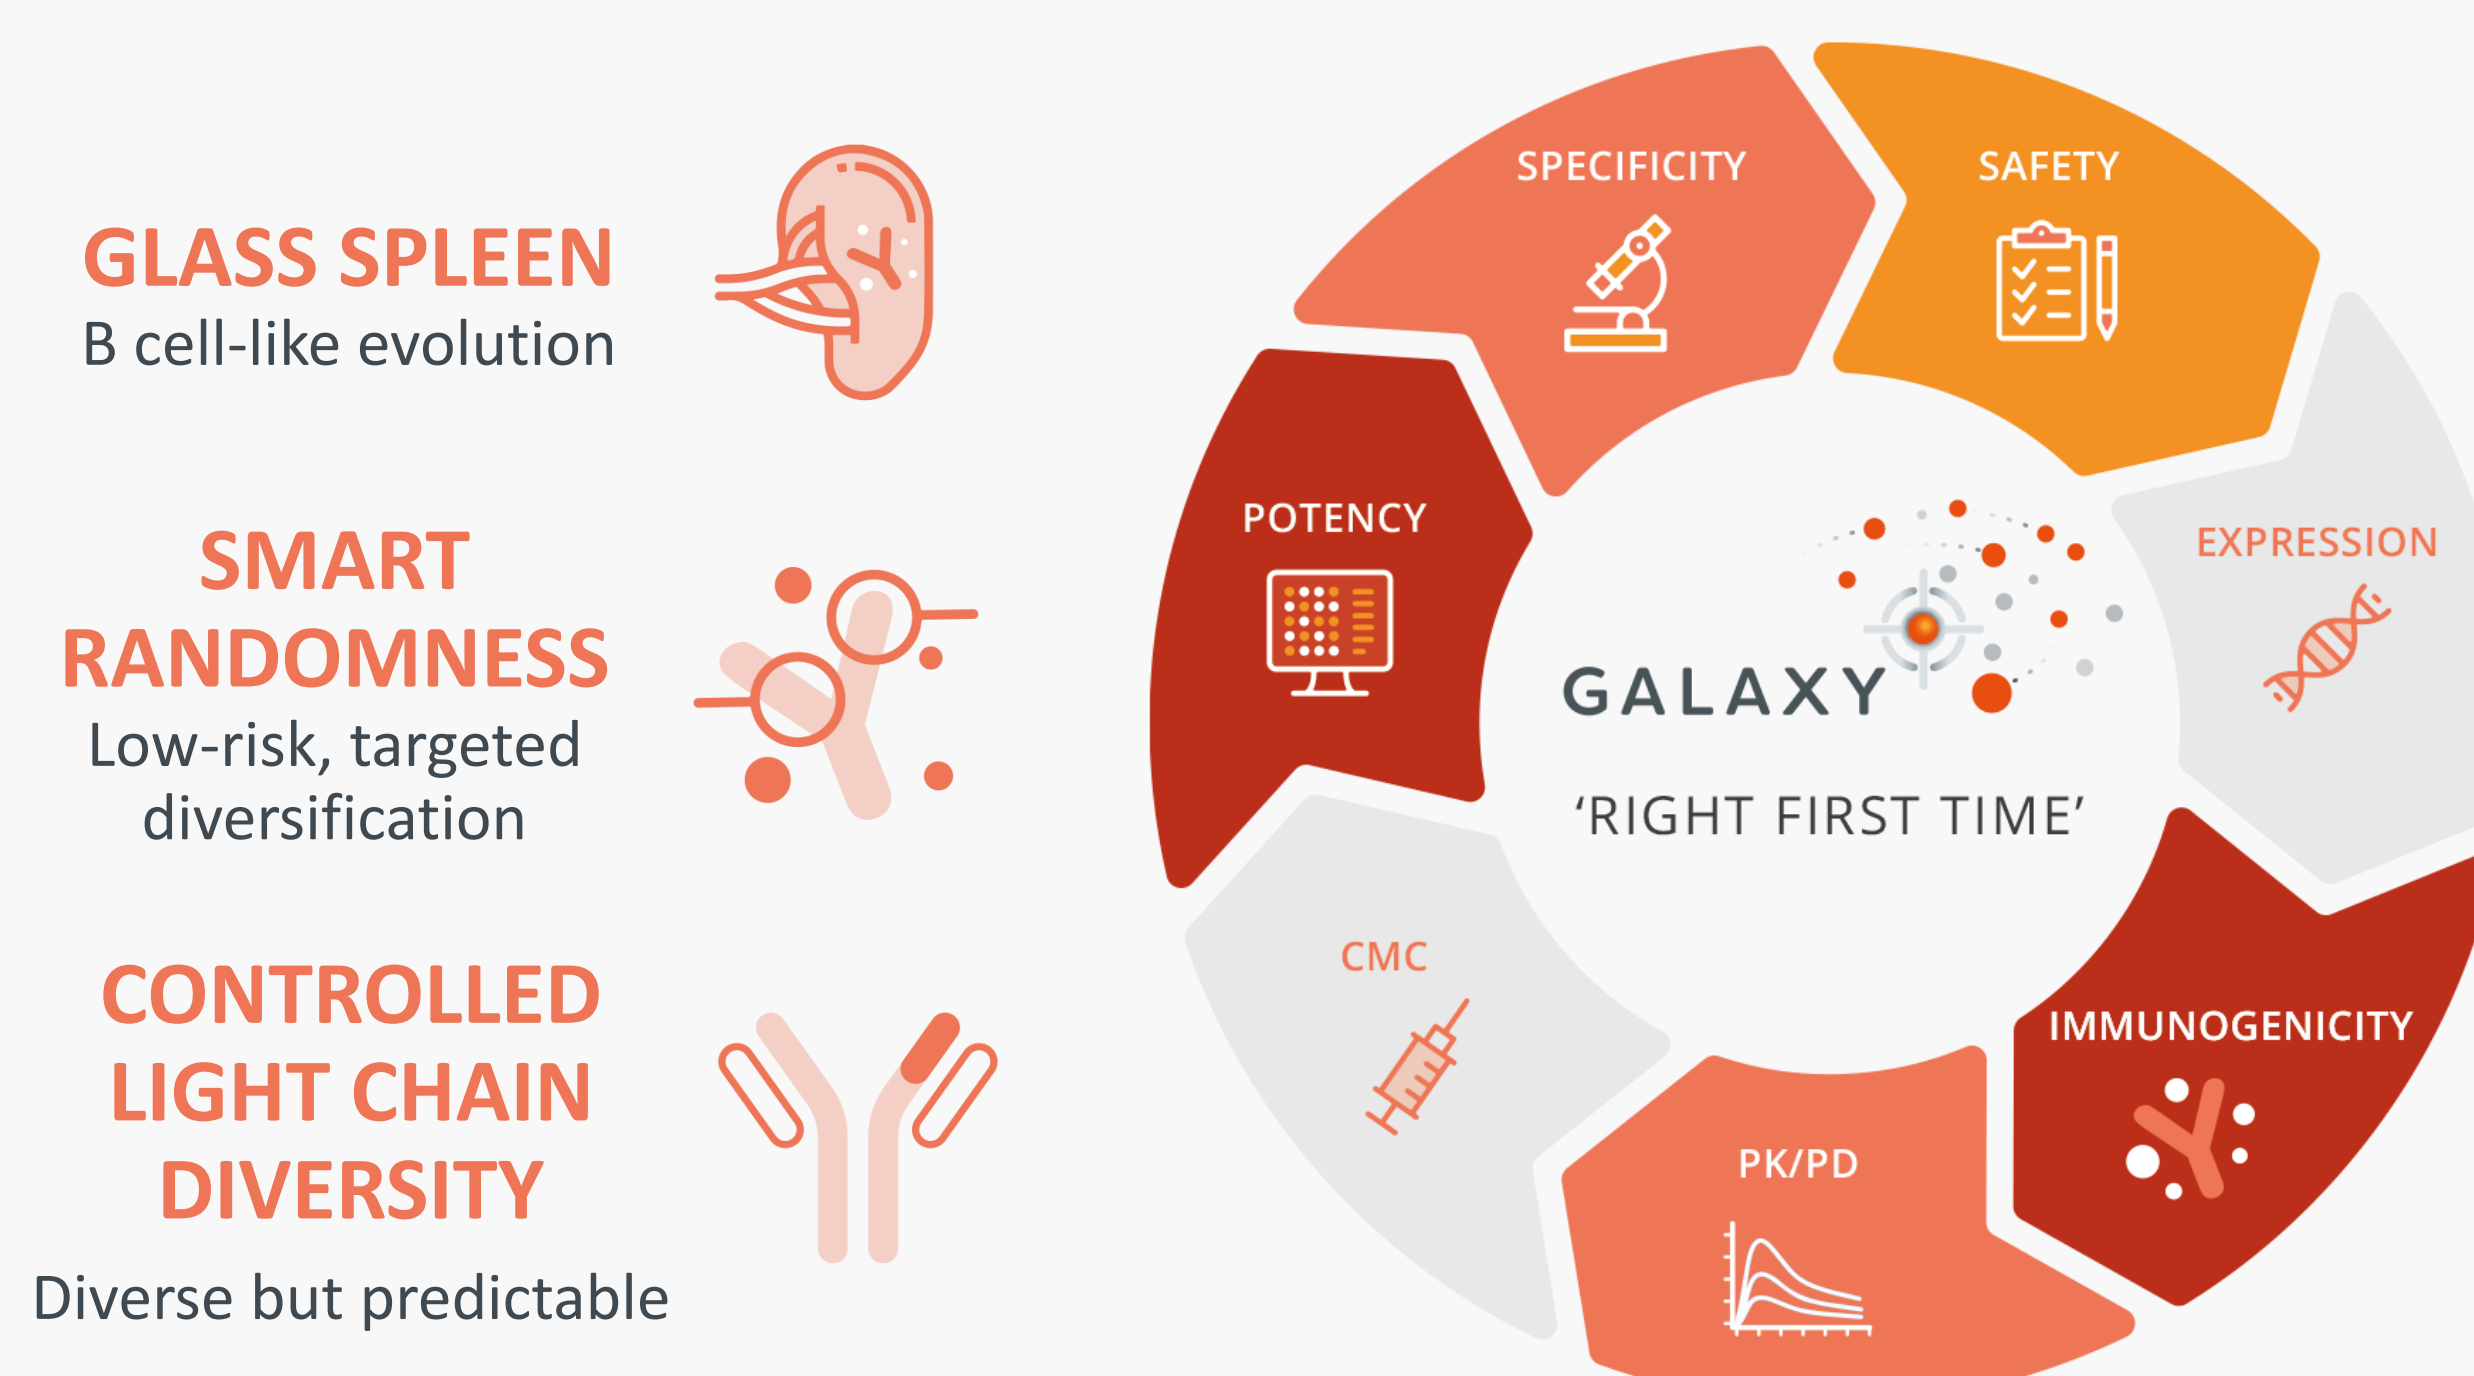 GLASS SPLEEN
B cell-like evolution
SMART
RANDOMNESS
Low-risk, targeted
diversification
CONTROLLED
LIGHT CHAIN
DIVERSITY
Diverse but predictable
SPECIFICITY
SAFETY
POTENCY
EXPRESSION
GALAXY
‘RIGHT FIRST TIME’
CMC
IMMUNOGENICITY
PK/PD